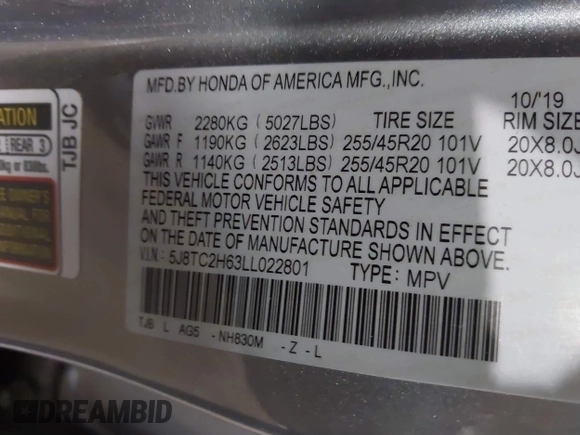 MFD.BY HONDA OF AMERICA MFG.,INC.
10/'19
GVWR 2280KG (5027LBS) TIRE SIZE RIM SIZE
GAWR F 1190KG (2623LBS) 255/45R20 101V 20X8.0J
GAWR R 1140KG (2513LBS) 255/45R20 101V 20X8.0J
THIS VEHICLE CONFORMS TO ALL APPLICABLE
FEDERAL MOTOR VEHICLE SAFETY
AND THEFT PREVENTION STANDARDS IN EFFECT
ON THE DATE OF MANUFACTURE SHOWN ABOVE.
V.I.N.: 5J8TC2H63LL022801 TYPE: MPV
TJB L AG5 -NH830M -Z-L
TJB JC
REAR 3
DREAMBID